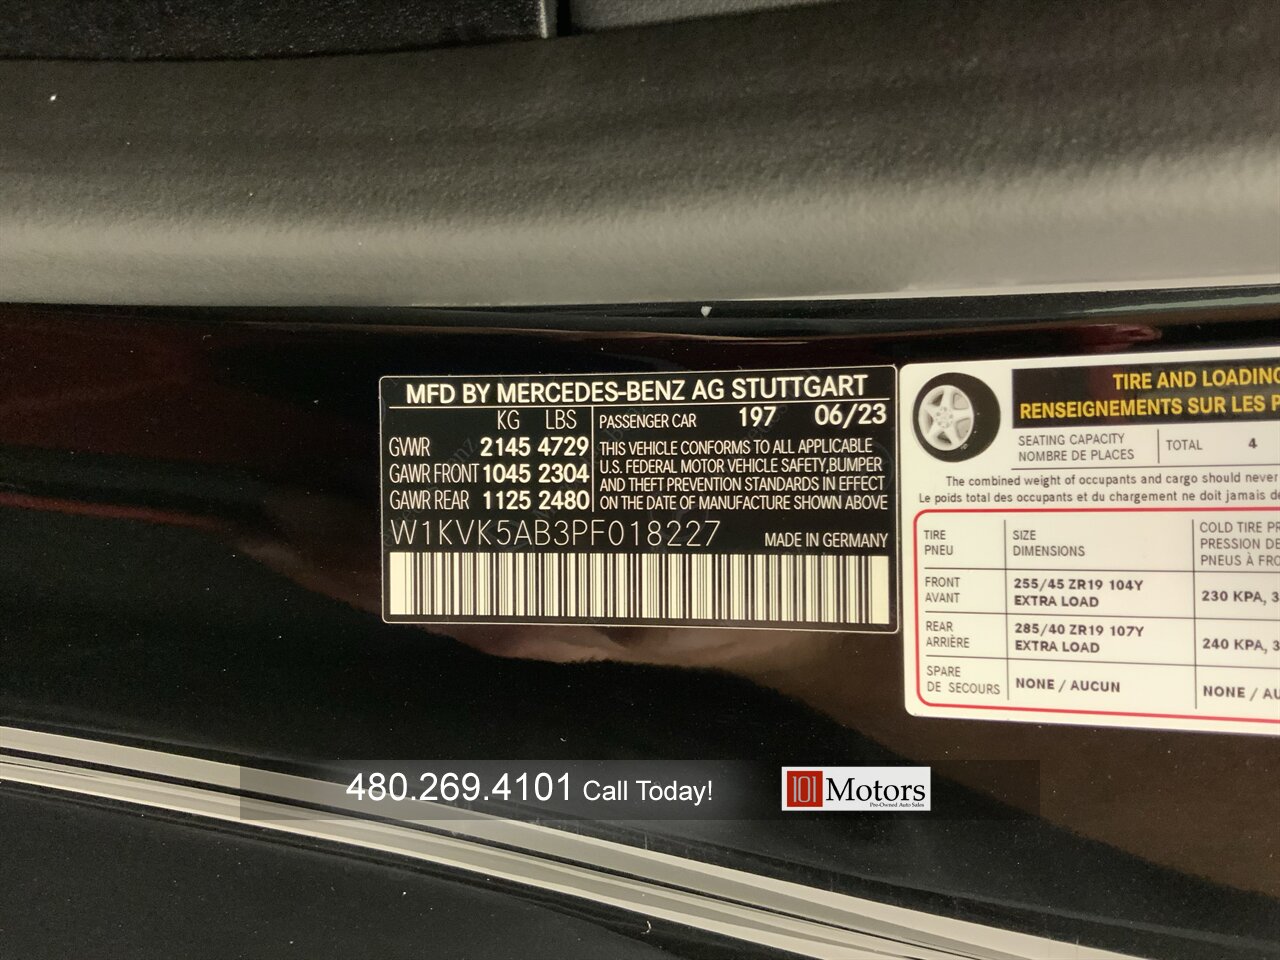 MFD BY MERCEDES-BENZ AG STUTTGART
KG LBS
GVWR 2145 4729
GAWR FRONT 1045 2304
GAWR REAR 1125 2480
PASSENGER CAR 197 06/23
THIS VEHICLE CONFORMS TO ALL APPLICABLE
U.S. FEDERAL MOTOR VEHICLE SAFETY,BUMPER
AND THEFT PREVENTION STANDARDS IN EFFECT
ON THE DATE OF MANUFACTURE SHOWN ABOVE
W1KVK5AB3PF018227 MADE IN GERMANY
TIRE AND LOADING
RENSEIGNEMENTS SUR LES
SEATING CAPACITY
NOMBRE DE PLACES
TOTAL 4
The combined weight of occupants and cargo should never
Le poids total des occupants et du chargement ne doit jamais
TIRE
PNEU
SIZE
DIMENSIONS
COLD TIRE
PRESSION DE
PNEUS À
FRONT
AVANT
255/45 ZR19 104Y
EXTRA LOAD
230 KPA, 3
REAR
ARRIÈRE
285/40 ZR19 107Y
EXTRA LOAD
240 KPA, 3
SPARE
DE SECOURS
NONE / AUCUN
NONE /
480.269.4101 Call Today!
101 Motors
Pre-Owned Auto Sales